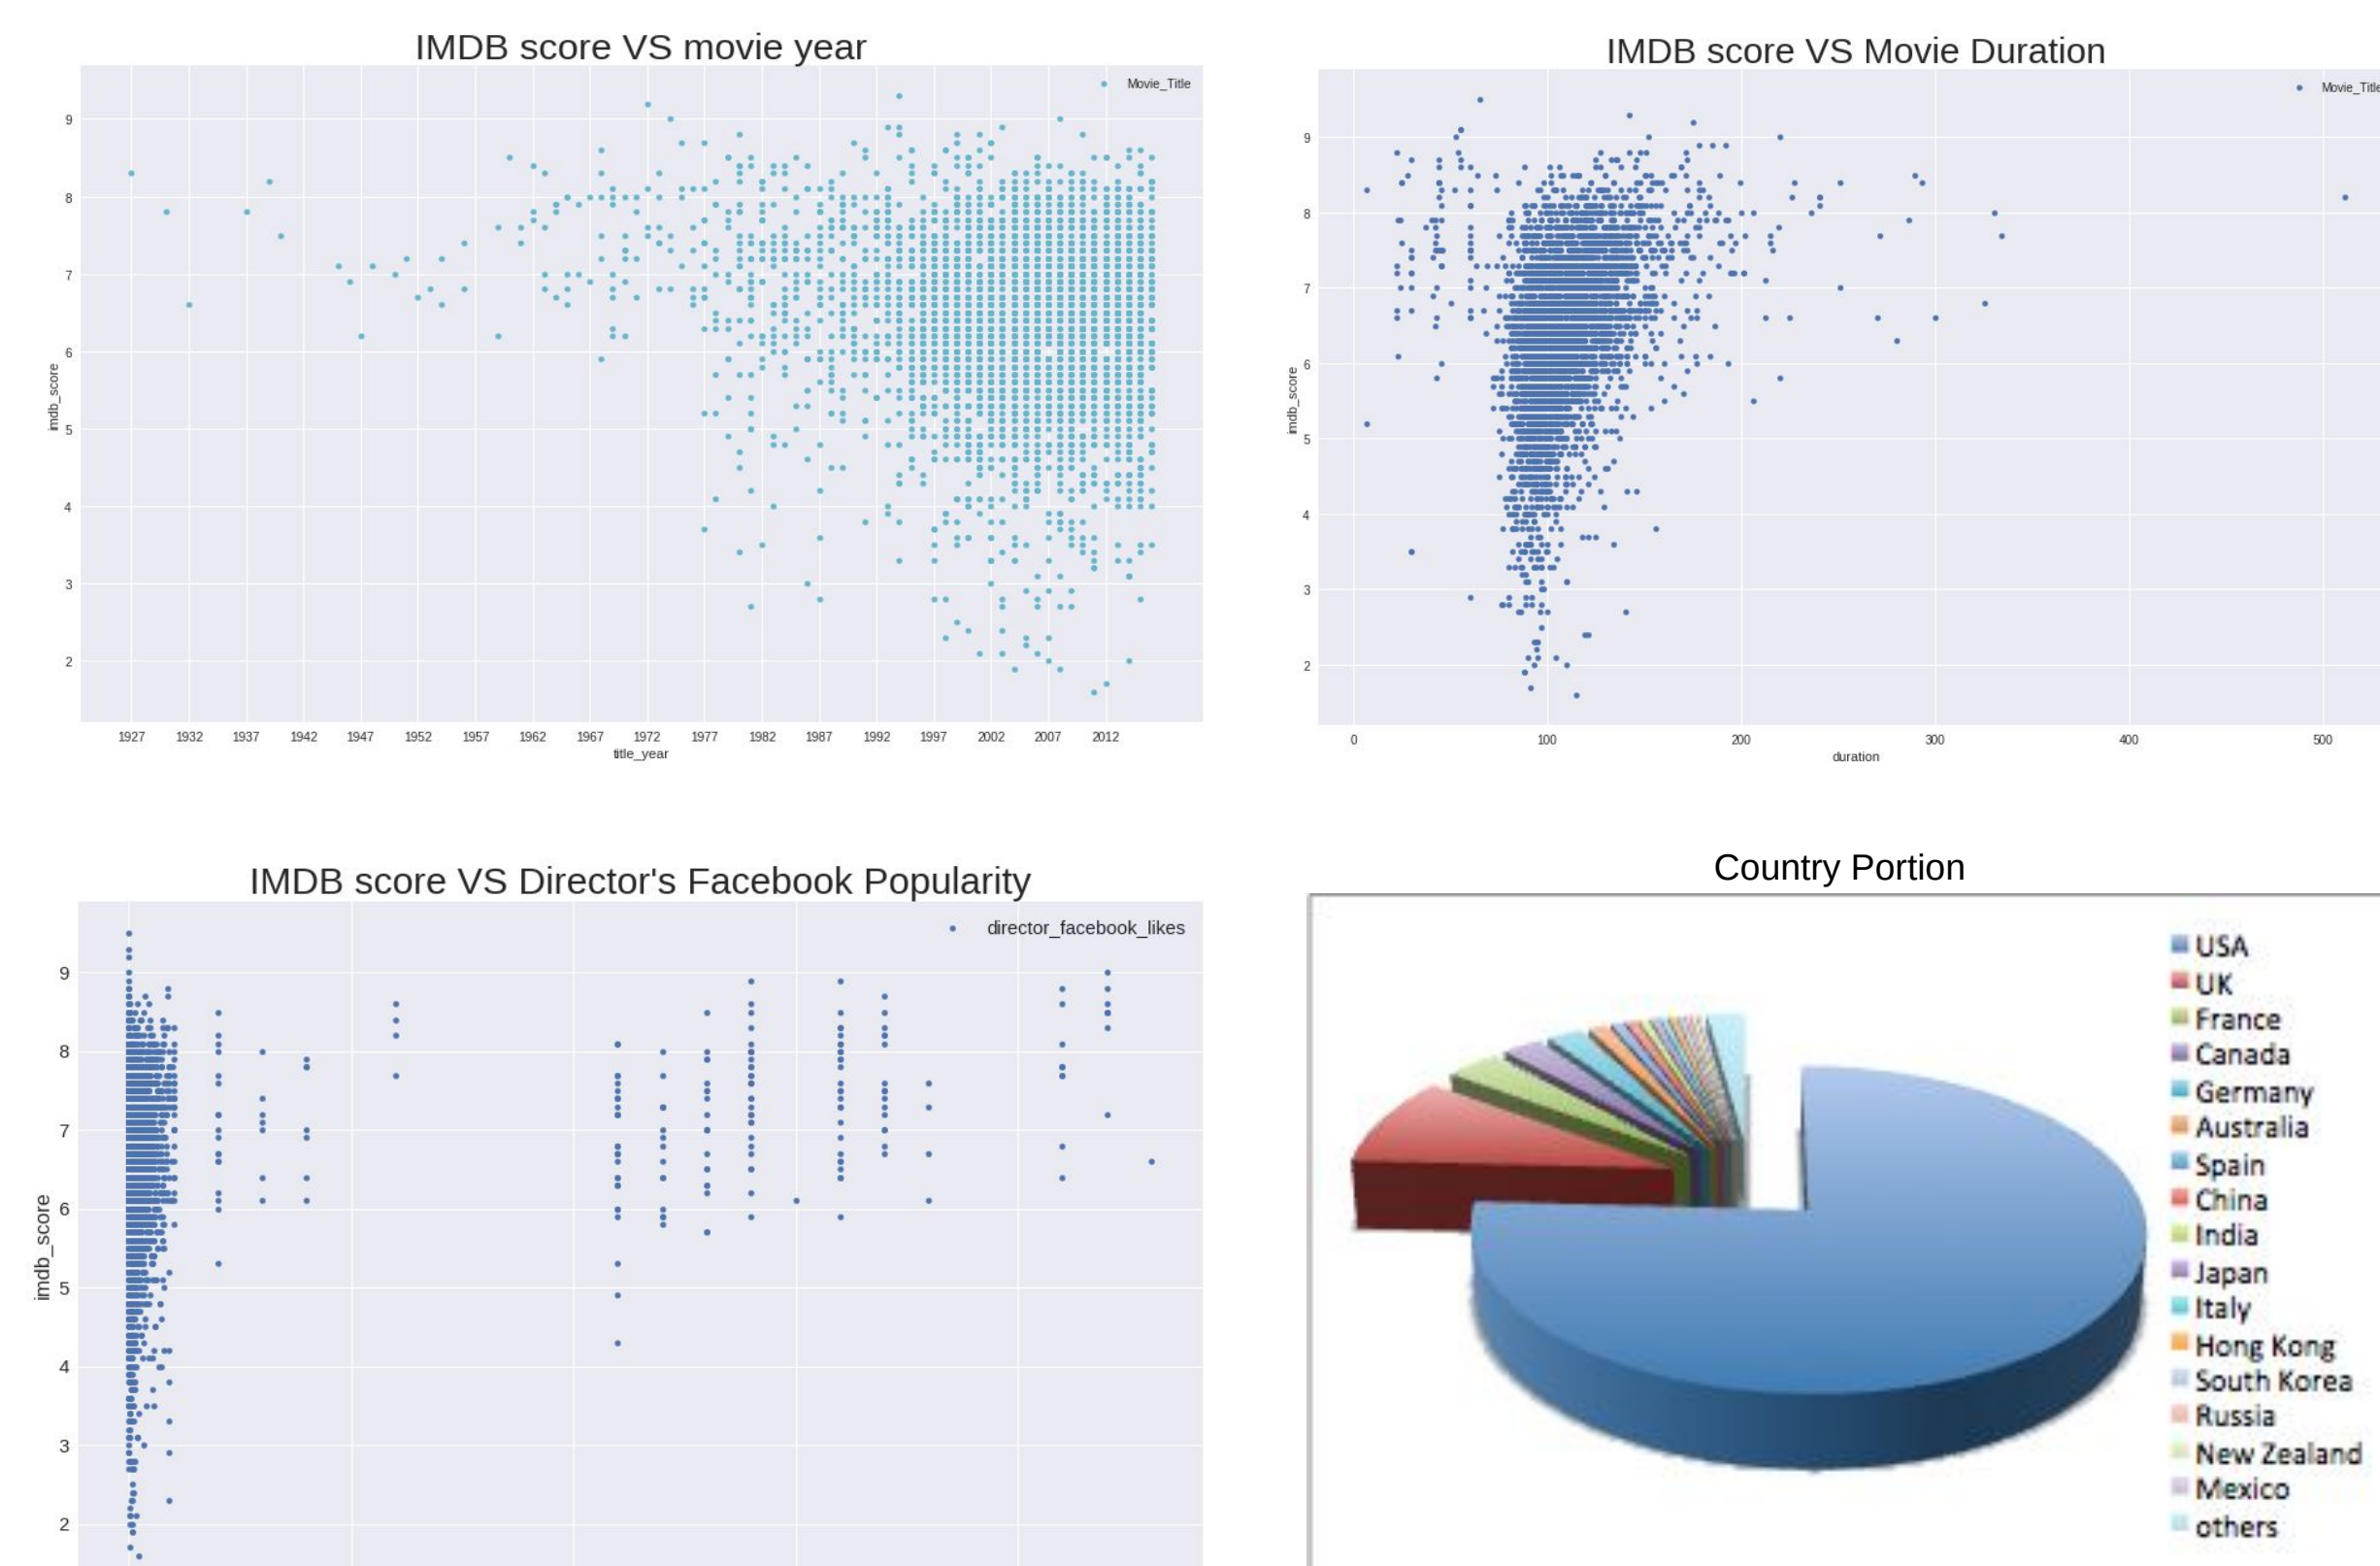 IMDB score VS movie year
Movie_Title
9
8
7
6
5
4
3
2
imdb_score
1927 1932 1937 1942 1947 1952 1957 1962 1967 1972 1977 1982 1987 1992 1997 2002 2007 2012
title_year
IMDB score VS Movie Duration
Movie_Title
9
8
7
6
5
4
3
2
imdb_score
0 100 200 300 400 500
duration
IMDB score VS Director's Facebook Popularity
director_facebook_likes
9
8
7
6
5
4
3
2
imdb_score
Country Portion
USA
UK
France
Canada
Germany
Australia
Spain
China
India
Japan
Italy
Hong Kong
South Korea
Russia
New Zealand
Mexico
others